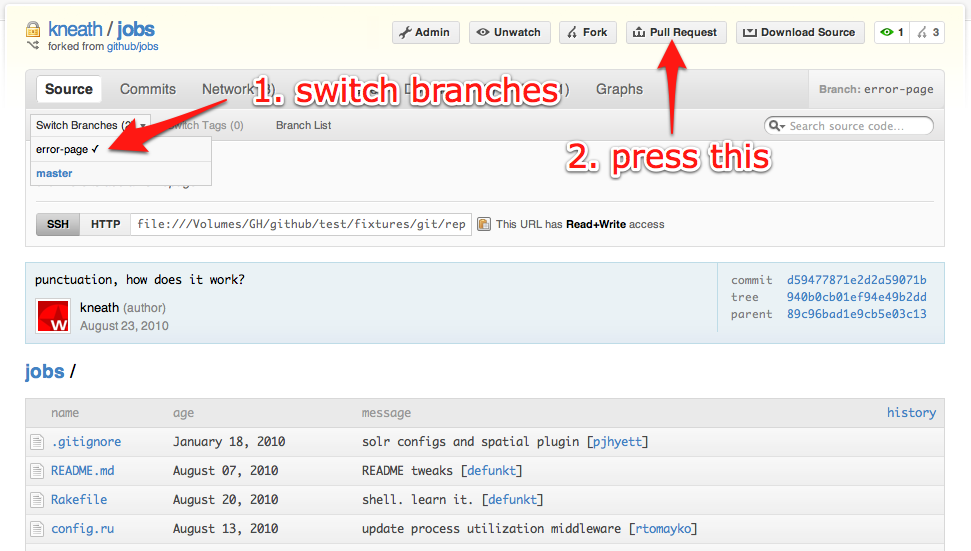 kneath / jobs
forked from github/jobs
Admin
Unwatch
Fork
Pull Request
Download Source
1
3
Source
Commits
Network
Graphs
Branch: error-page
1. switch branches
Switch Branches (2)
Switch Tags (0)
Branch List
Search source code...
error-page ✓
master
2. press this
SSH
HTTP
file:///Volumes/GH/github/test/fixtures/git/rep
This URL has Read+Write access
punctuation, how does it work?
kneath (author)
August 23, 2010
commit d59477871e2d2a59071b
tree 940b0cb01ef94e49b2dd
parent 89c96bad1e9cb5e03c13
jobs /
name age message history
.gitignore January 18, 2010 solr configs and spatial plugin [pjhyett]
README.md August 07, 2010 README tweaks [defunkt]
Rakefile August 20, 2010 shell. learn it. [defunkt]
config.ru August 13, 2010 update process utilization middleware [rtomayko]